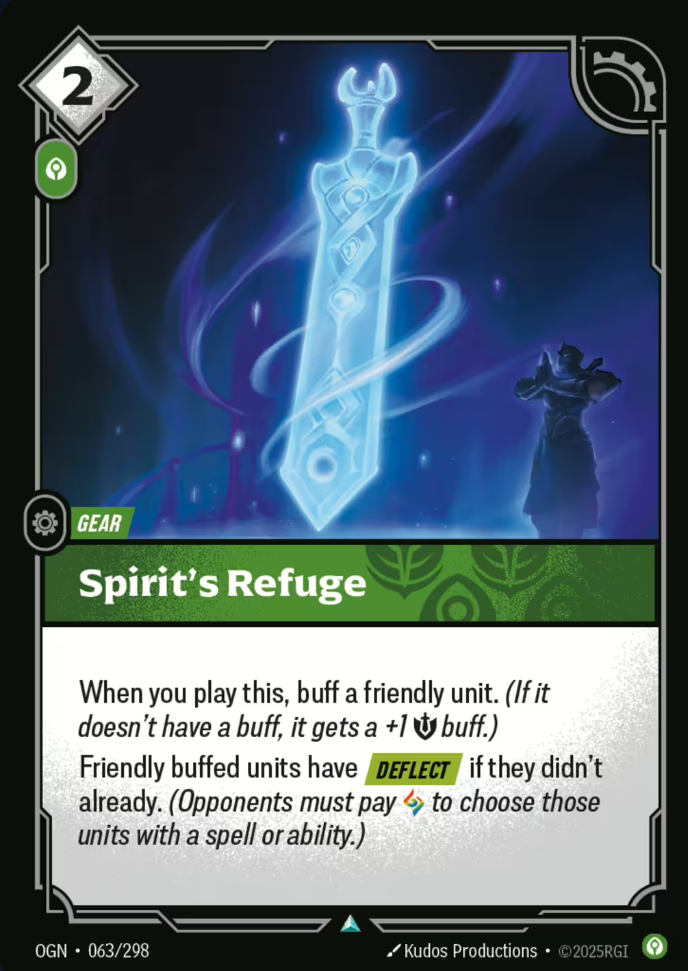 2
GEAR
Spirit's Refuge
When you play this, buff a friendly unit. (If it
doesn't have a buff, it gets a +1 buff.)
Friendly buffed units have DEFLECT if they didn't
already. (Opponents must pay to choose those
units with a spell or ability.)
OGN • 063/298
Kudos Productions • ©2025RGI